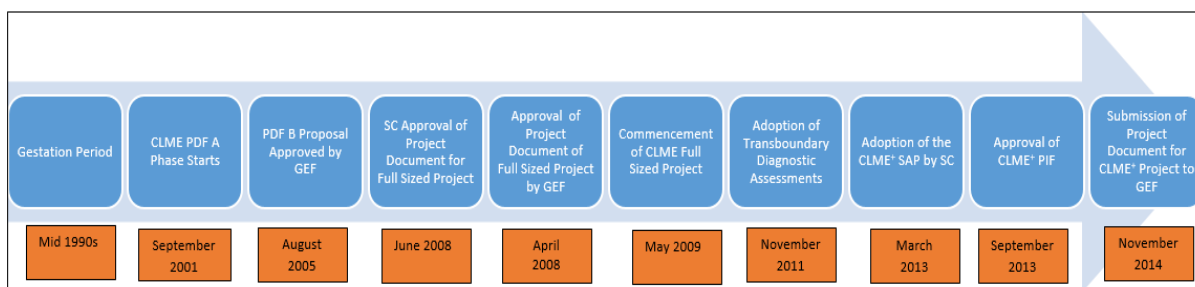 Gestation Period
CLME PDF A
Phase Starts
PDF B Proposal
Approved by
GEF
SC Approval of
Project
Document for
Full Sized Project
Approval of
Project
Document of
Full Sized Project
by GEF
Commencement
of CLME Full
Sized Project
Adoption of
Transboundary
Diagnostic
Assessments
Adoption of the
CLME⁺ SAP by SC
Approval of
CLME⁺ PIF
Submission of
Project
Document for
CLME⁺ Project to
GEF
Mid 1990s
September
2001
August
2005
June 2008
April
2008
May 2009
November
2011
March
2013
September
2013
November
2014